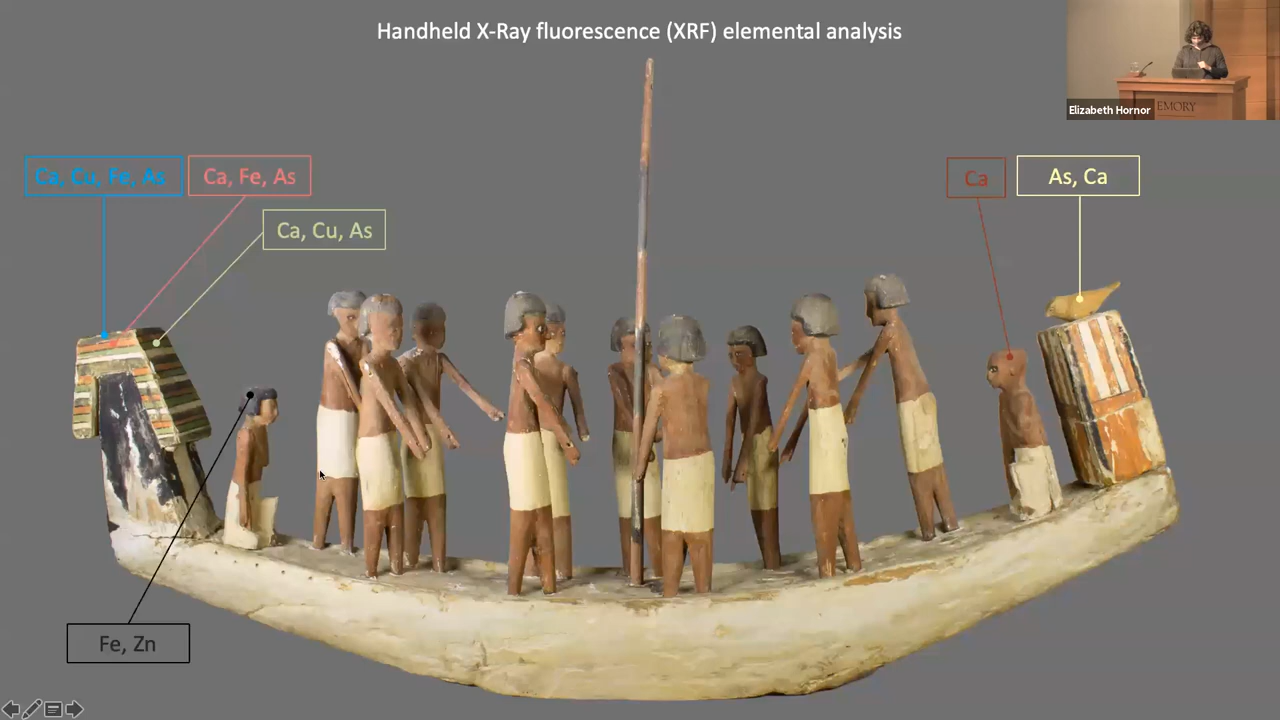 Handheld X-Ray fluorescence (XRF) elemental analysis
Elizabeth Hornor
EMORY
Ca, Cu, Fe, As
Ca, Fe, As
Ca, Cu, As
Ca
As, Ca
Fe, Zn